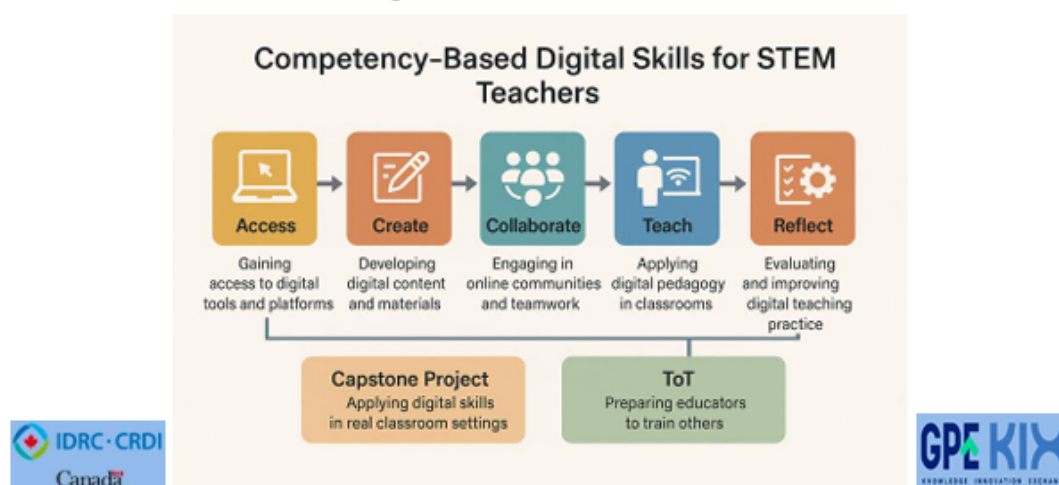 Competency-Based Digital Skills for STEM
Teachers
Access
Create
Collaborate
Teach
Reflect
Gaining
access to digital
tools and platforms
Developing
digital content
and materials
Engaging in
online communities
and teamwork
Applying
digital pedagogy
in classrooms
Evaluating
and improving
digital teaching
practice
Capstone Project
Applying digital skills
in real classroom settings
ToT
Preparing educators
to train others
IDRC · CRDI
Canada
GPE KIX
KNOWLEDGE INNOVATION EXCHAN